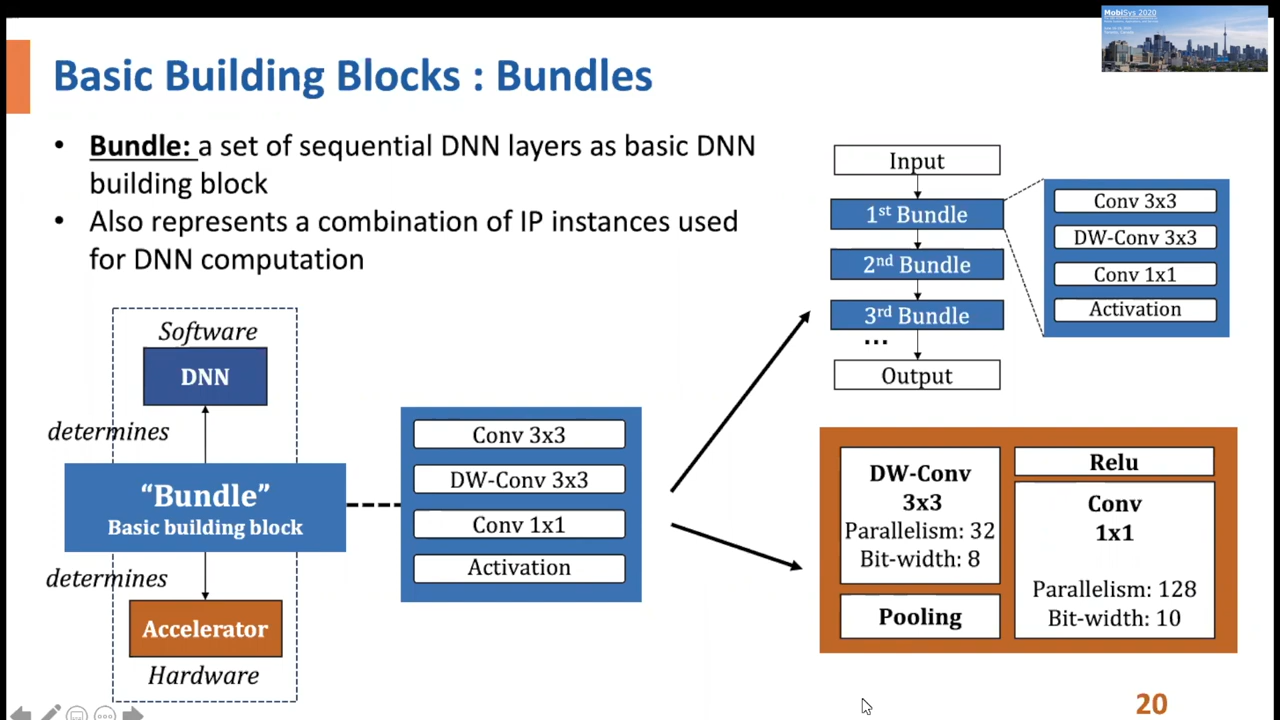 MobiSys 2020
Basic Building Blocks : Bundles
• Bundle: a set of sequential DNN layers as basic DNN
building block
• Also represents a combination of IP instances used
for DNN computation
Software
DNN
determines
“Bundle”
Basic building block
determines
Accelerator
Hardware
Conv 3x3
DW-Conv 3x3
Conv 1x1
Activation
Input
1st Bundle
2nd Bundle
3rd Bundle
...
Output
Conv 3x3
DW-Conv 3x3
Conv 1x1
Activation
DW-Conv
3x3
Parallelism: 32
Bit-width: 8
Pooling
Relu
Conv
1x1
Parallelism: 128
Bit-width: 10
20